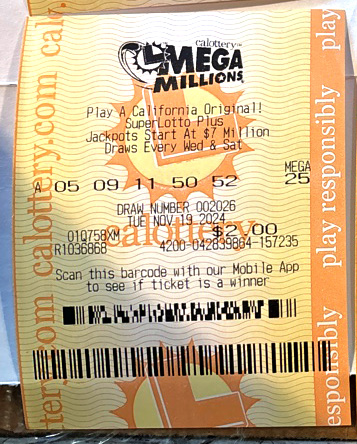 calottery
MEGA
MILLIONS
Play A California Original!
SuperLotto Plus
Jackpots Start At $7 Million
Draws Every Wed & Sat
MEGA
A 05 09 11 50 52 25
DRAW NUMBER 002026
TUE NOV 19 2024
010758XM $2.00
R1036868 4200-042839864-157235
calottery
Scan this barcode with our Mobile App
to see if ticket is a winner
calottery.com
play responsibly